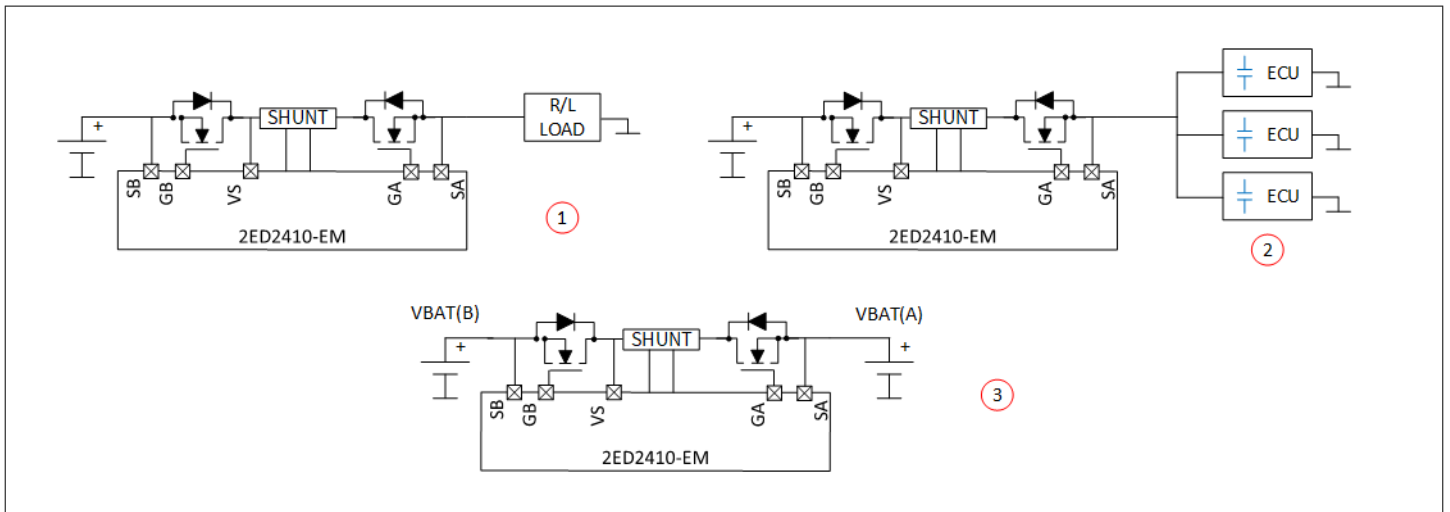 + SHUNT R/L LOAD
SB GB VS GA SA
2ED2410-EM
1
+ SHUNT ECU
ECU
ECU
SB GB VS GA SA
2ED2410-EM
2
VBAT(B) VBAT(A)
+ SHUNT +
SB GB VS GA SA
2ED2410-EM
3